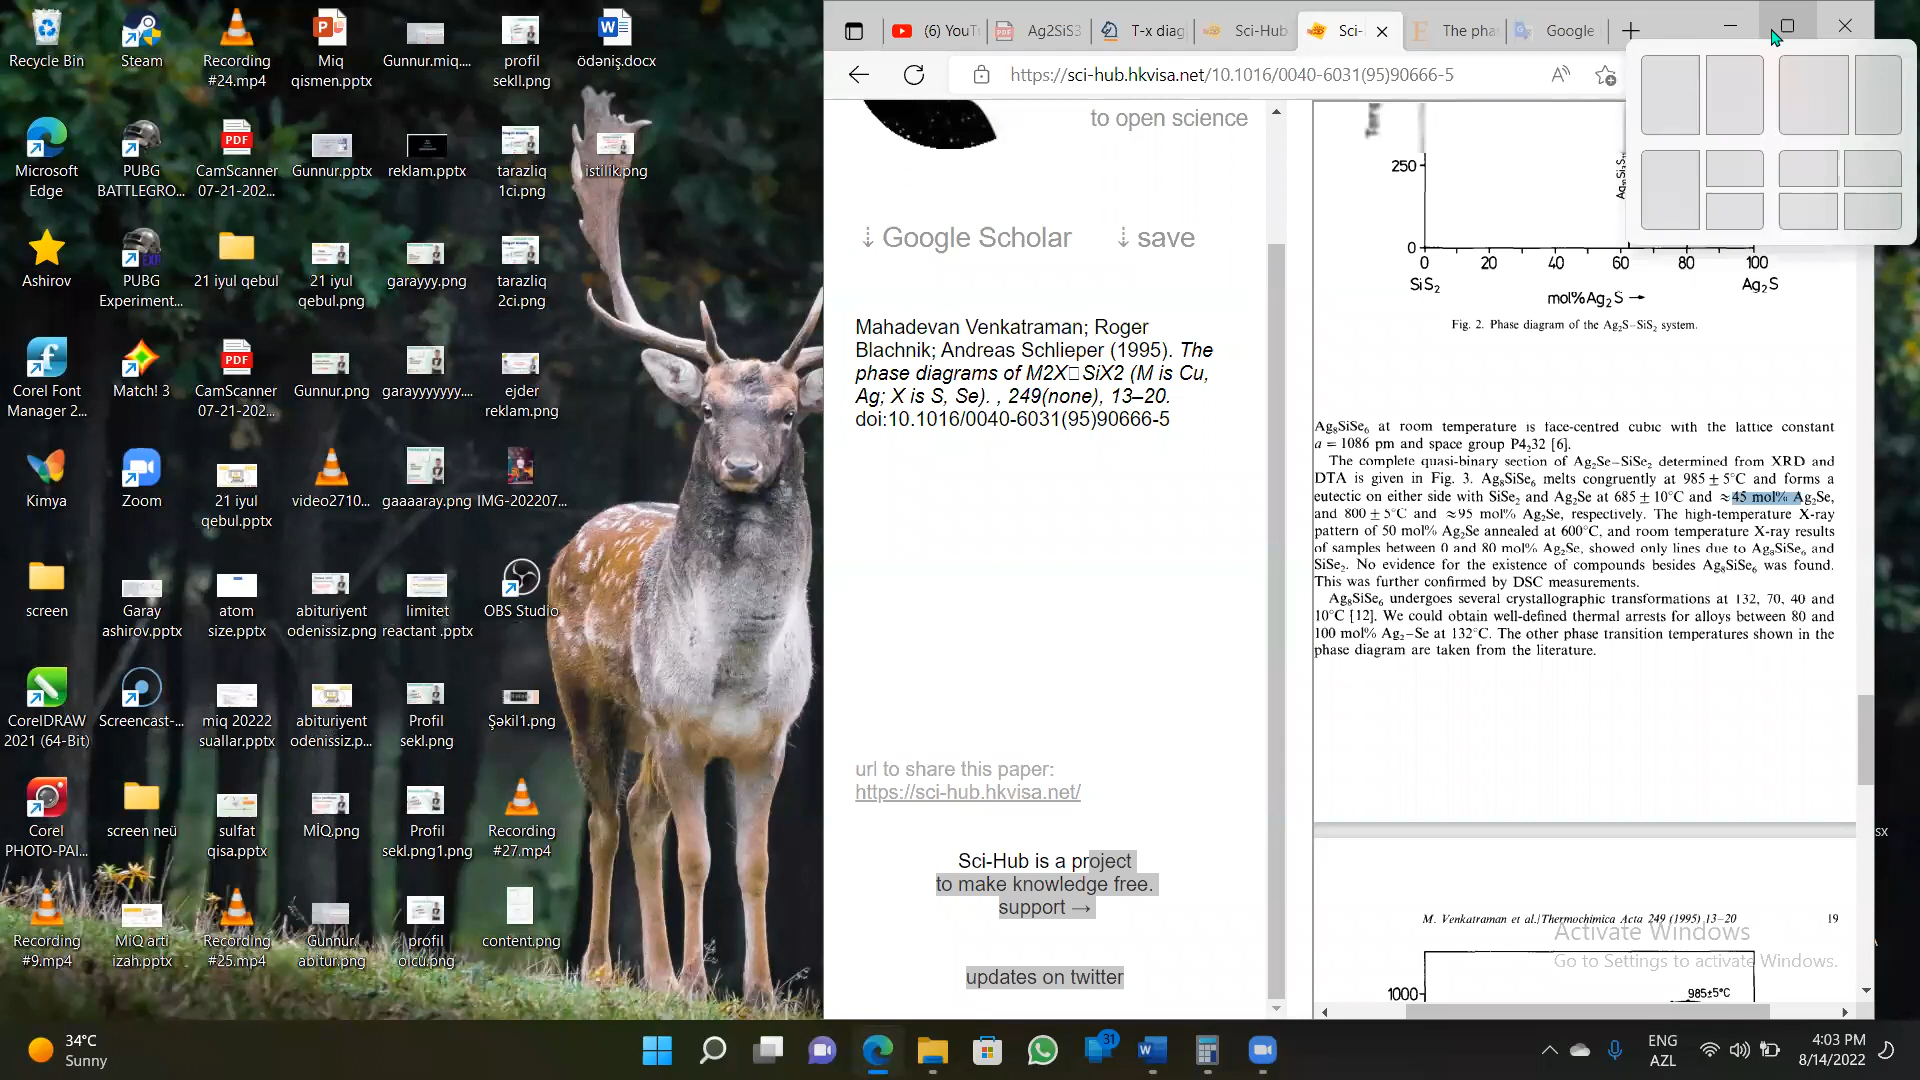 Recycle Bin
Steam
Recording
#24.mp4
Miq
qismen.pptx
Gunnur.miq....
profil
sekll.png
ödəniş.docx
Microsoft
Edge
PUBG
BATTLEGRO...
CamScanner
07-21-202...
Gunnur.pptx
reklam.pptx
tarazliq
1ci.png
istilik.png
Ashirov
PUBG
Experiment...
21 iyul qebul
21 iyul
qebul.png
garayyy.png
tarazliq
2ci.png
Corel Font
Manager 2...
Match! 3
CamScanner
07-21-202...
Gunnur.png
garayyyyyyy....
ejder
reklam.png
Kimya
Zoom
21 iyul
qebul.pptx
video2710...
gaaaaray.png
IMG-202207...
screen
Garay
ashirov.pptx
atom
size.pptx
abituriyent
odenissiz.png
limitet
reactant .pptx
OBS Studio
CorelDRAW
2021 (64-Bit)
Screencast-...
miq 20222
suallar.pptx
abituriyent
odenissiz.p...
Profil
sekl.png
Şəkil1.png
Corel
PHOTO-PAI...
screen neü
sulfat
qisa.pptx
MİQ.png
Profil
sekl.png1.png
Recording
#27.mp4
Recording
#9.mp4
MiQ arti
izah.pptx
Recording
#25.mp4
Gunnur.
abitur.png
profil
olcu.png
content.png
(6) YouT
Ag2SiS3
T-x diag
Sci-Hub
Sci-
The pha
Google
https://sci-hub.hkvisa.net/10.1016/0040-6031(95)90666-5
to open science
⇣ Google Scholar
⇣ save
Mahadevan Venkatraman; Roger
Blachnik; Andreas Schlieper (1995). The
phase diagrams of M2X□SiX2 (M is Cu,
Ag; X is S, Se). , 249(none), 13–20.
doi:10.1016/0040-6031(95)90666-5
url to share this paper:
https://sci-hub.hkvisa.net/
Sci-Hub is a project
to make knowledge free.
support →
updates on twitter
250
0
0 20 40 60 80 100
SiS₂
Ag₂S
mol% Ag₂S →
Fig. 2. Phase diagram of the Ag₂S–SiS₂ system.
Ag₈SiSe₆ at room temperature is face-centred cubic with the lattice constant
a = 1086 pm and space group P4₂32 [6].
The complete quasi-binary section of Ag₂Se–SiSe₂ determined from XRD and
DTA is given in Fig. 3. Ag₈SiSe₆ melts congruently at 985 ± 5°C and forms a
eutectic on either side with SiSe₂ and Ag₂Se at 685 ± 10°C and ≈45 mol% Ag₂Se,
and 800 ± 5°C and ≈95 mol% Ag₂Se, respectively. The high-temperature X-ray
pattern of 50 mol% Ag₂Se annealed at 600°C, and room temperature X-ray results
of samples between 0 and 80 mol% Ag₂Se, showed only lines due to Ag₈SiSe₆ and
SiSe₂. No evidence for the existence of compounds besides Ag₈SiSe₆ was found.
This was further confirmed by DSC measurements.
Ag₈SiSe₆ undergoes several crystallographic transformations at 132, 70, 40 and
10°C [12]. We could obtain well-defined thermal arrests for alloys between 80 and
100 mol% Ag₂–Se at 132°C. The other phase transition temperatures shown in the
phase diagram are taken from the literature.
M. Venkatraman et al./Thermochimica Acta 249 (1995) 13–20
19
1000
985±5°C
Activate Windows
Go to Settings to activate Windows.
sx
34°C
Sunny
31
ENG
AZL
4:03 PM
8/14/2022